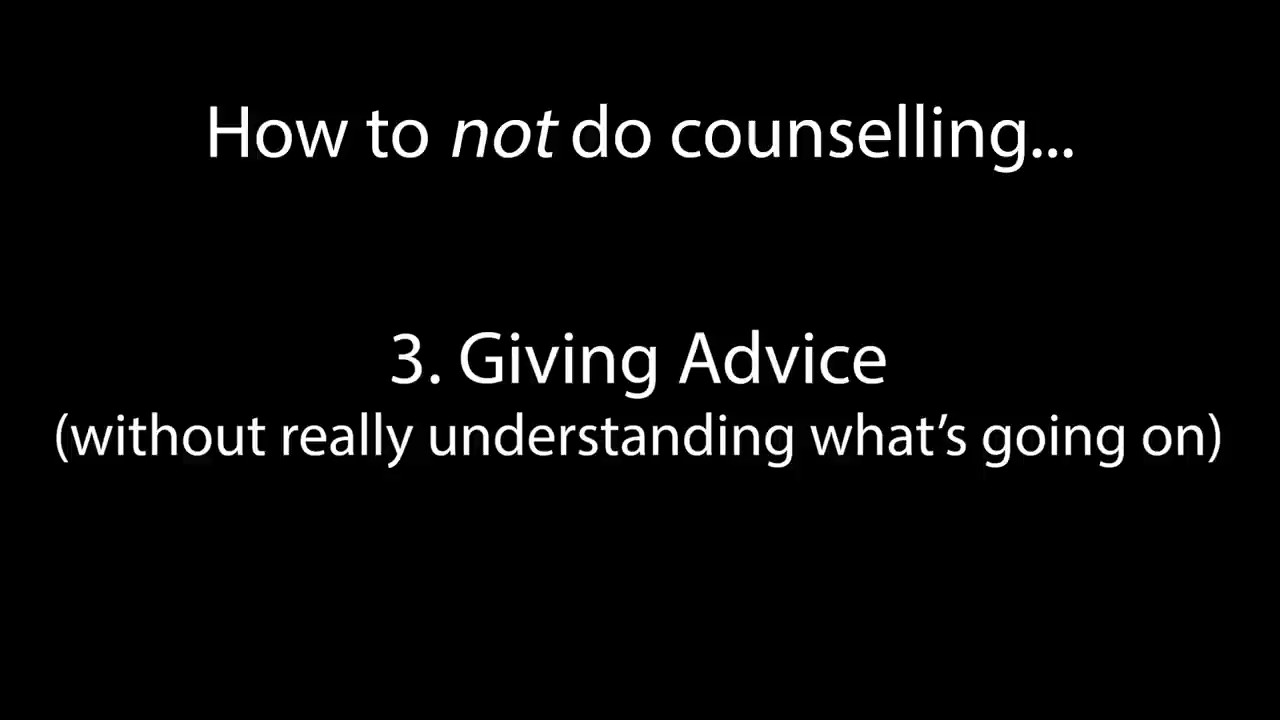 How to not do counselling...
3. Giving Advice
(without really understanding what’s going on)